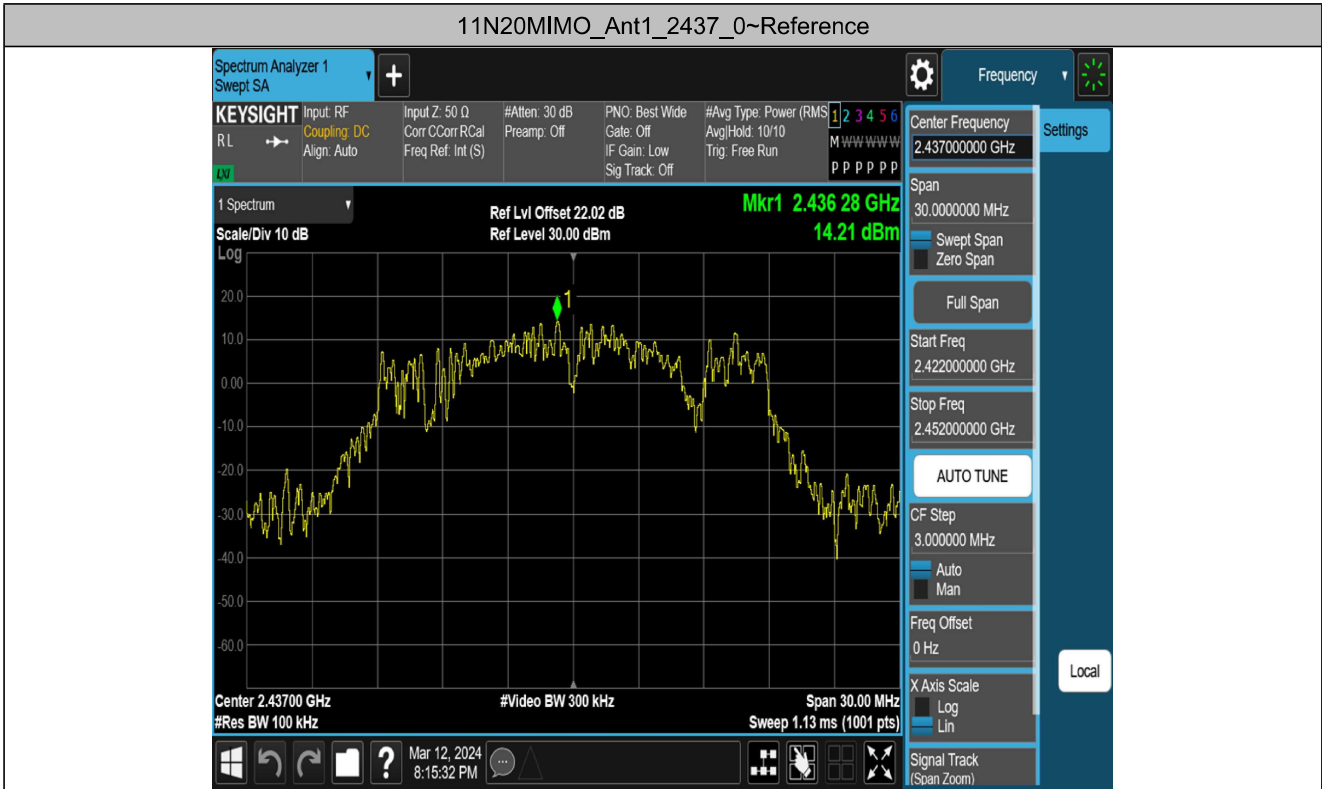 11N20MIMO_Ant1_2437_0~Reference
Spectrum Analyzer 1
Swept SA
+
Frequency
KEYSIGHT
RL
LXI
Input: RF
Coupling: DC
Align: Auto
Input Z: 50 Ω
Corr CCorr RCal
Freq Ref: Int (S)
#Atten: 30 dB
Preamp: Off
PNO: Best Wide
Gate: Off
IF Gain: Low
Sig Track: Off
#Avg Type: Power (RMS
Avg|Hold: 10/10
Trig: Free Run
1 2 3 4 5 6
M W W W W W
P P P P P P
1 Spectrum
Scale/Div 10 dB
Log
Ref Lvl Offset 22.02 dB
Ref Level 30.00 dBm
Mkr1 2.436 28 GHz
14.21 dBm
1
20.0
10.0
0.00
-10.0
-20.0
-30.0
-40.0
-50.0
-60.0
Center 2.43700 GHz
#Res BW 100 kHz
#Video BW 300 kHz
Span 30.00 MHz
Sweep 1.13 ms (1001 pts)
Center Frequency
2.437000000 GHz
Span
30.0000000 MHz
Swept Span
Zero Span
Full Span
Start Freq
2.422000000 GHz
Stop Freq
2.452000000 GHz
AUTO TUNE
CF Step
3.000000 MHz
Auto
Man
Freq Offset
0 Hz
X Axis Scale
Log
Lin
Signal Track
(Span Zoom)
Settings
Local
?
Mar 12, 2024
8:15:32 PM